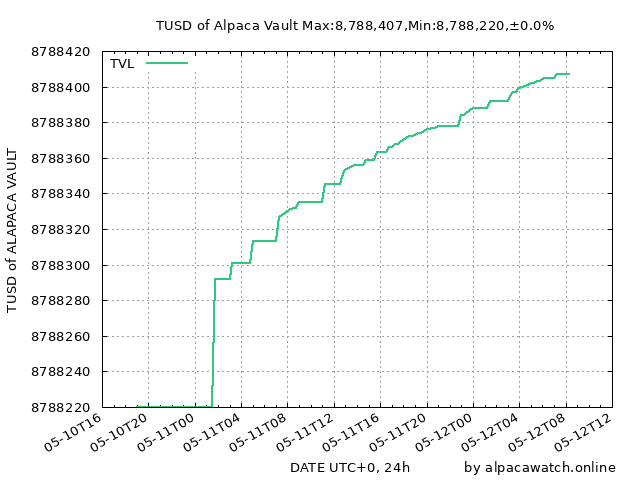 TUSD of Alpaca Vault Max:8,788,407,Min:8,788,220,±0.0%
TVL
TUSD of ALAPACA VAULT
8788420
8788400
8788380
8788360
8788340
8788320
8788300
8788280
8788260
8788240
8788220
05-10T16
05-10T20
05-11T00
05-11T04
05-11T08
05-11T12
05-11T16
05-11T20
05-12T00
05-12T04
05-12T08
05-12T12
DATE UTC+0, 24h
by alpacawatch.online